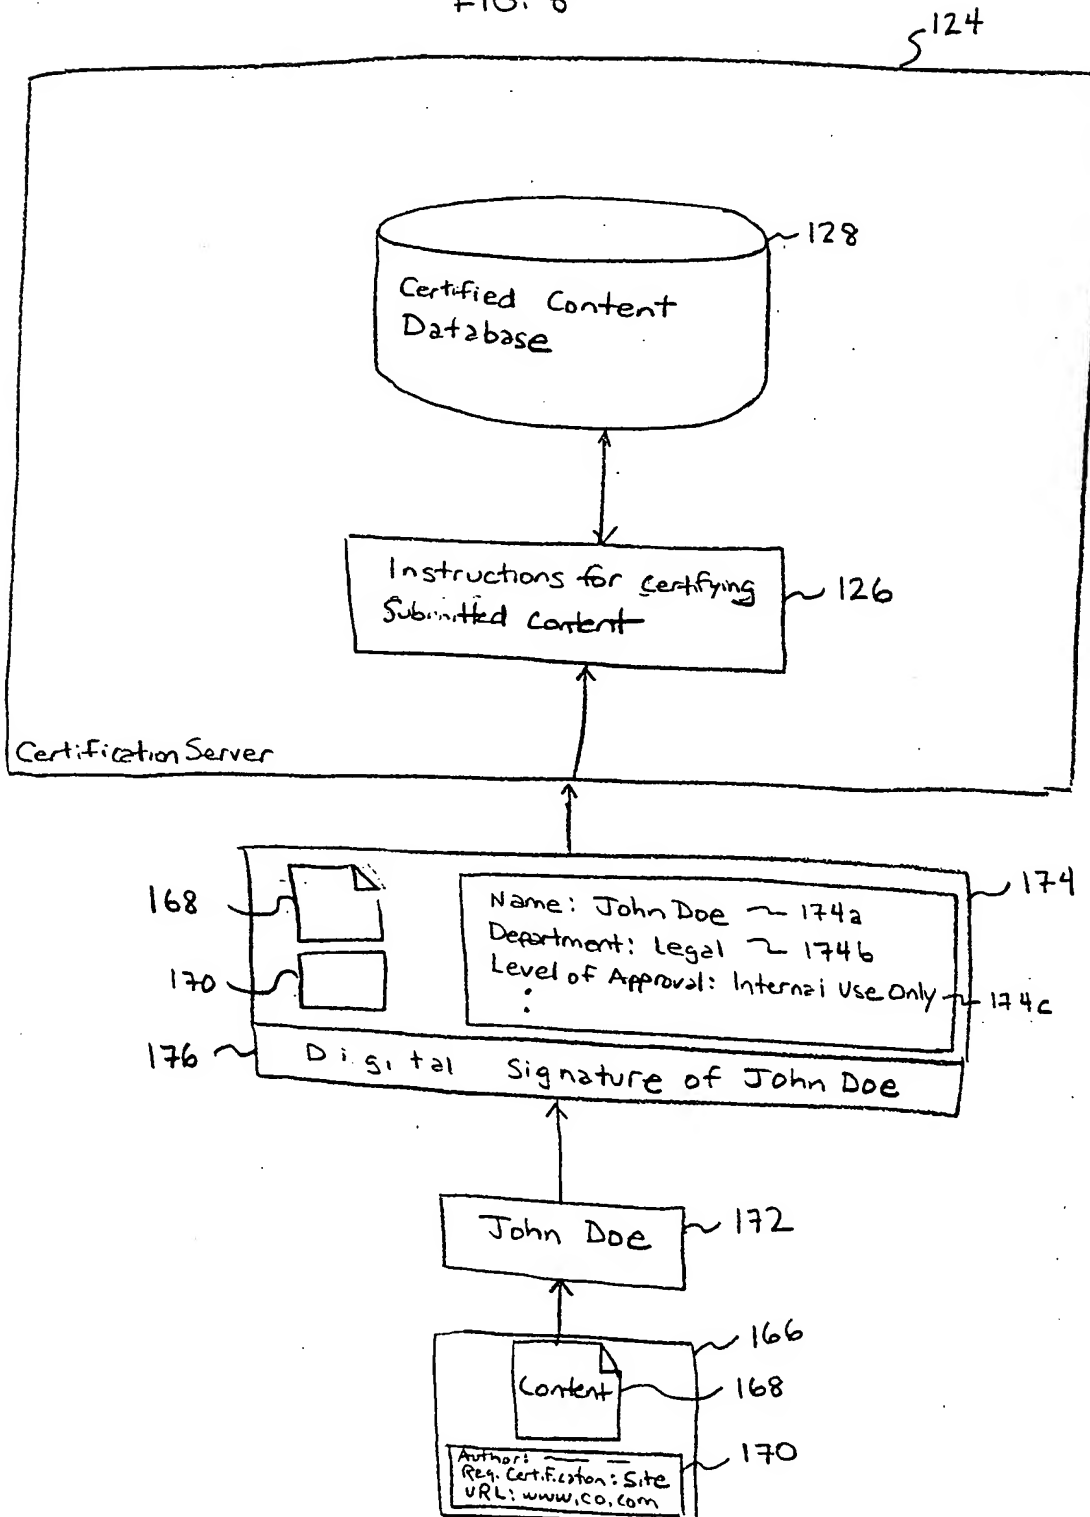 FIG. 8
124
128
Certified Content
Database
Instructions for Certifying
Submitted Content
126
Certification Server
168
170
174
Name: John Doe 174a
Department: Legal 174b
Level of Approval: Internal Use Only 174c
176
Digital Signature of John Doe
John Doe
172
166
Content
168
170
Author:
Req. Certification: Site
URL: www.co.com